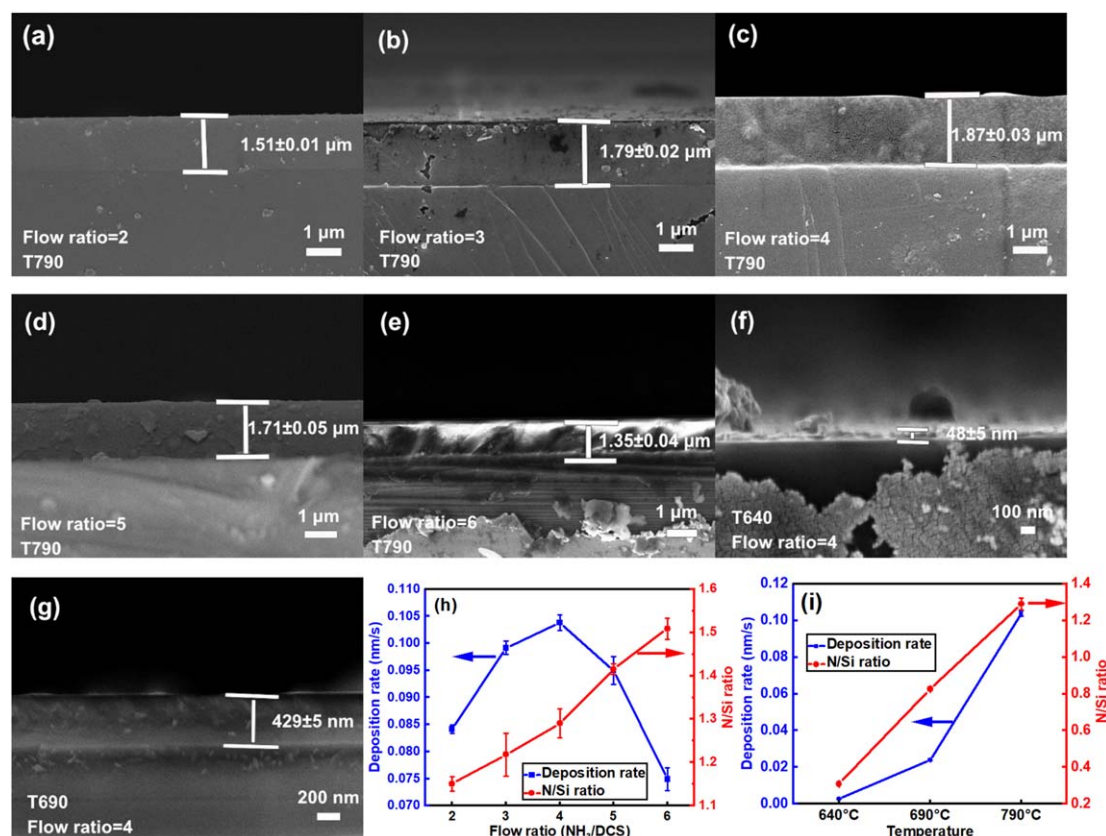 (a)
1.51±0.01 μm
Flow ratio=2
T790
1 μm
(b)
1.79±0.02 μm
Flow ratio=3
T790
1 μm
(c)
1.87±0.03 μm
Flow ratio=4
T790
1 μm
(d)
1.71±0.05 μm
Flow ratio=5
T790
1 μm
(e)
1.35±0.04 μm
Flow ratio=6
T790
1 μm
(f)
48±5 nm
T640
Flow ratio=4
100 nm
(g)
429±5 nm
T690
Flow ratio=4
200 nm
(h)
Deposition rate (nm/s)
0.110
0.105
0.100
0.095
0.090
0.085
0.080
0.075
0.070
1.6
1.5
1.4
1.3
1.2
1.1
N/Si ratio
Deposition rate
N/Si ratio
2 3 4 5 6
Flow ratio (NH₃/DCS)
(i)
Deposition rate (nm/s)
0.12
0.10
0.08
0.06
0.04
0.02
0.00
1.4
1.2
1.0
0.8
0.6
0.4
0.2
N/Si ratio
Deposition rate
N/Si ratio
640°C 690°C 790°C
Temperature